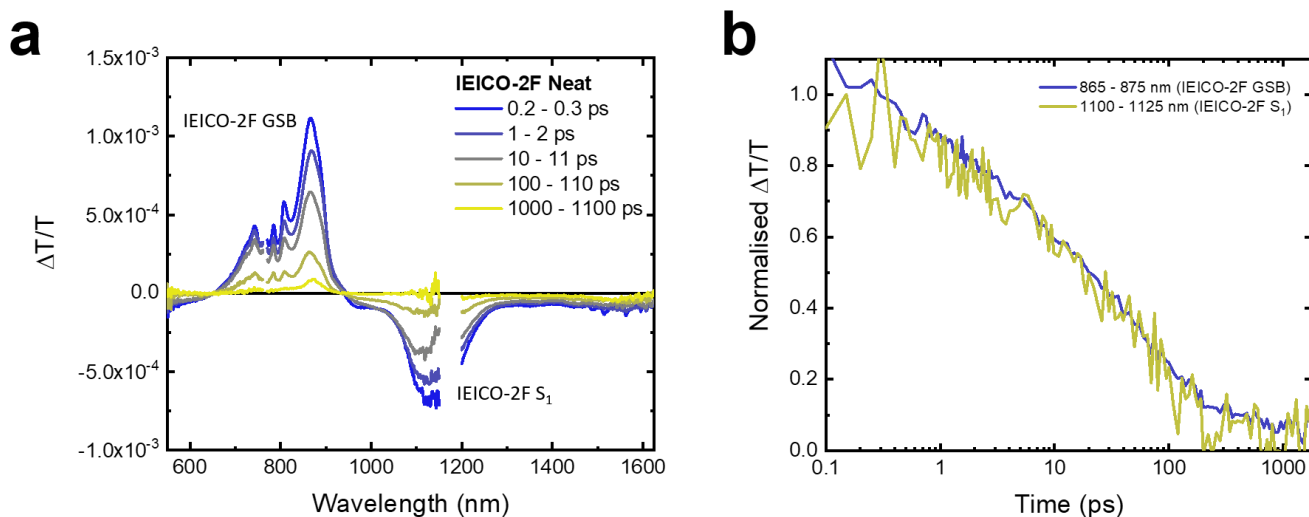 a
1.5x10⁻³
1.0x10⁻³
5.0x10⁻⁴
0.0
-5.0x10⁻⁴
-1.0x10⁻³
ΔT/T
600 800 1000 1200 1400 1600
Wavelength (nm)
IEICO-2F GSB
IEICO-2F Neat
0.2 - 0.3 ps
1 - 2 ps
10 - 11 ps
100 - 110 ps
1000 - 1100 ps
IEICO-2F S₁
b
1.0
0.8
0.6
0.4
0.2
0.0
Normalised ΔT/T
0.1 1 10 100 1000
Time (ps)
865 - 875 nm (IEICO-2F GSB)
1100 - 1125 nm (IEICO-2F S₁)